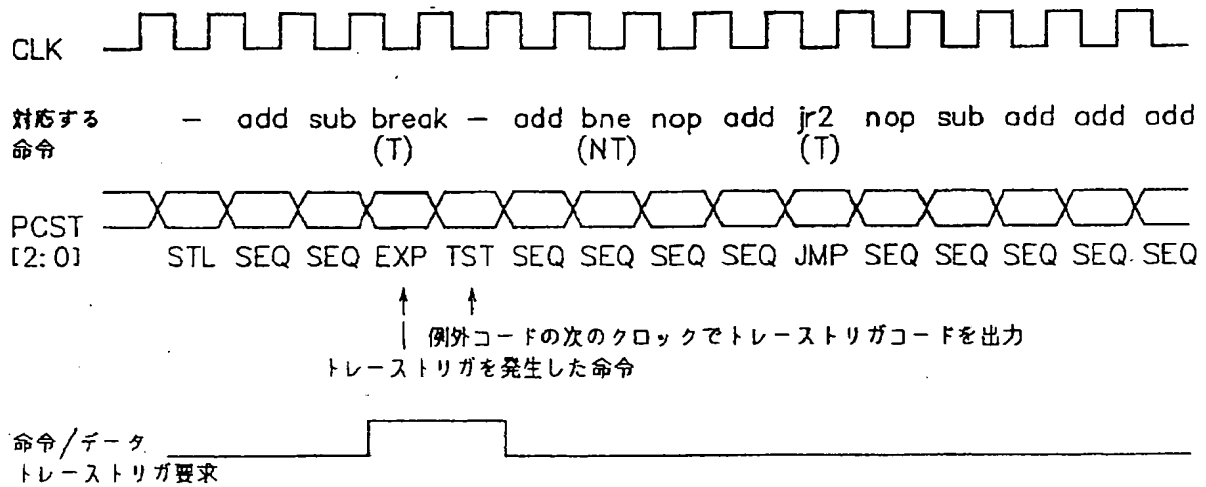 CLK
対応する － add sub break － add bne nop add jr2 nop sub add add add
命令 (T) (NT) (T)
PCST
[2:0] STL SEQ SEQ EXP TST SEQ SEQ SEQ SEQ JMP SEQ SEQ SEQ SEQ SEQ
例外コードの次のクロックでトレーストリガコードを出力
トレーストリガを発生した命令
命令/データ
トレーストリガ要求